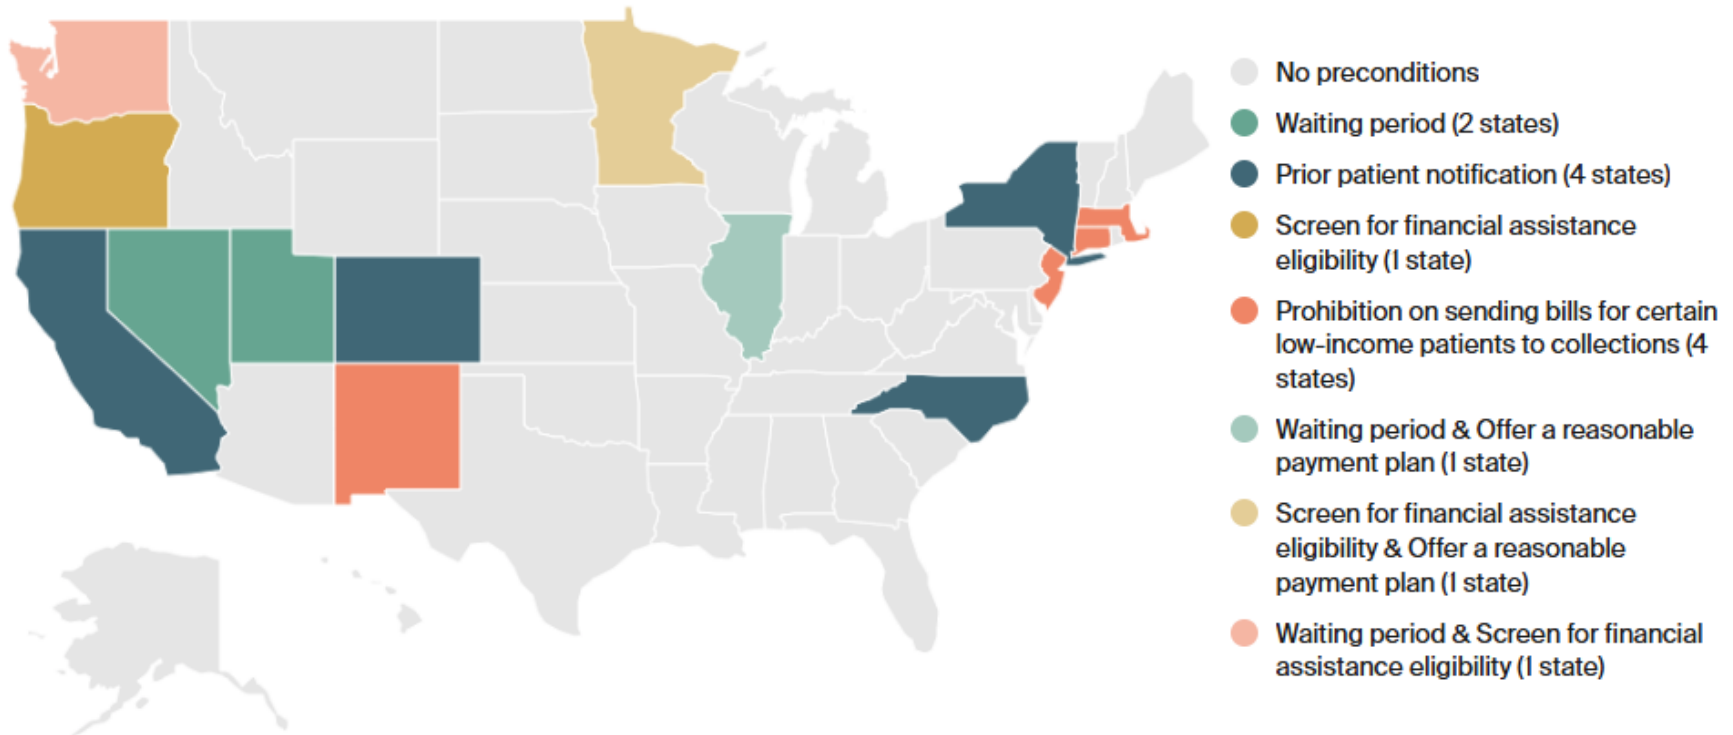 No preconditions
Waiting period (2 states)
Prior patient notification (4 states)
Screen for financial assistance
eligibility (1 state)
Prohibition on sending bills for certain
low-income patients to collections (4
states)
Waiting period & Offer a reasonable
payment plan (1 state)
Screen for financial assistance
eligibility & Offer a reasonable
payment plan (1 state)
Waiting period & Screen for financial
assistance eligibility (1 state)